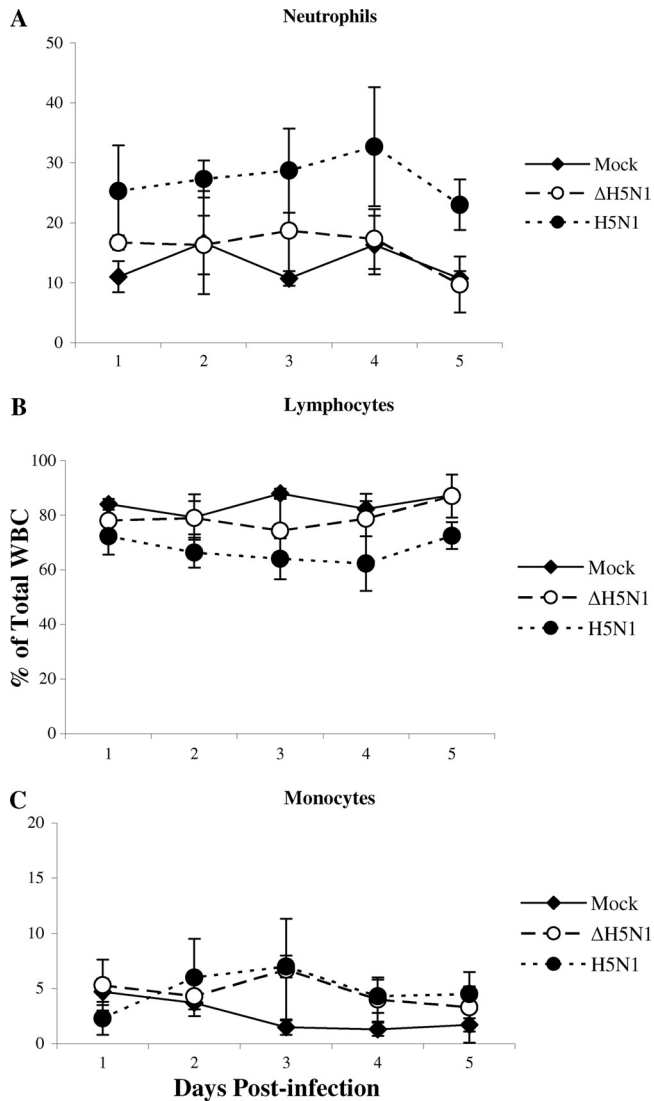 A
Neutrophils
50
40
30
20
10
0
1 2 3 4 5
Mock
ΔH5N1
H5N1
B
Lymphocytes
% of Total WBC
100
80
60
40
20
0
1 2 3 4 5
Mock
ΔH5N1
H5N1
C
Monocytes
20
15
10
5
0
1 2 3 4 5
Days Post-infection
Mock
ΔH5N1
H5N1